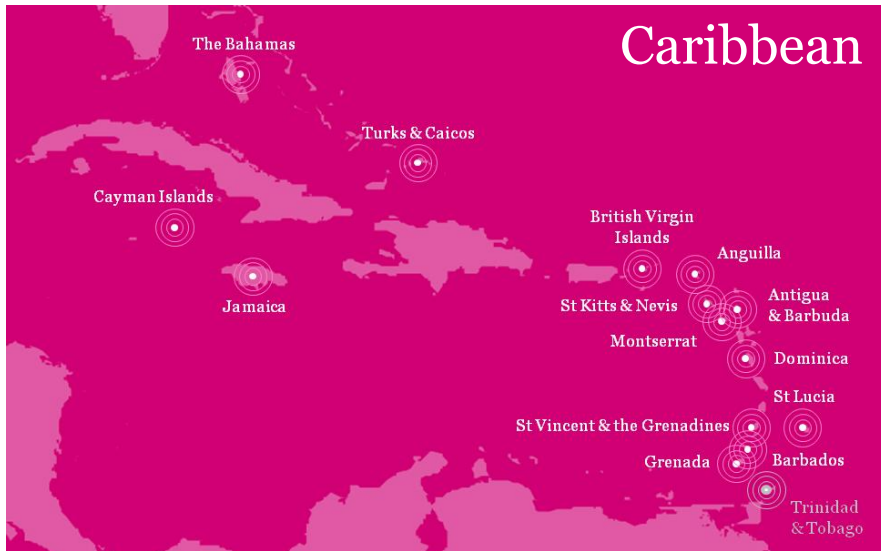 Caribbean
The Bahamas
Turks & Caicos
Cayman Islands
British Virgin
Islands
Anguilla
Jamaica
St Kitts & Nevis
Antigua
& Barbuda
Montserrat
Dominica
St Lucia
St Vincent & the Grenadines
Grenada
Barbados
Trinidad
& Tobago